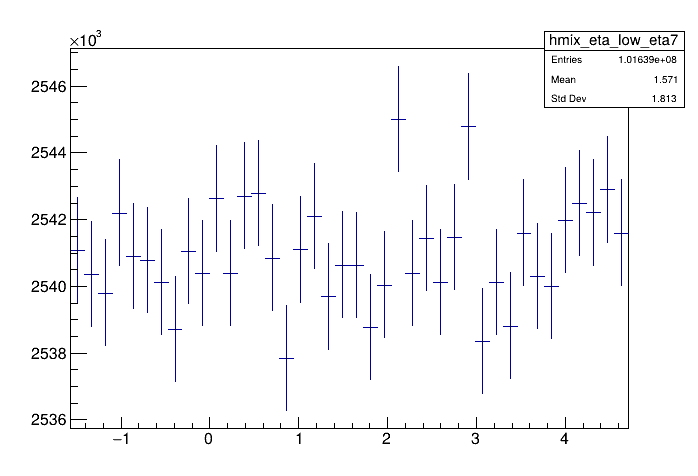 ×10³
hmix_eta_low_eta7
Entries 1.01639e+08
Mean 1.571
Std Dev 1.813
2546
2544
2542
2540
2538
2536
−1 0 1 2 3 4